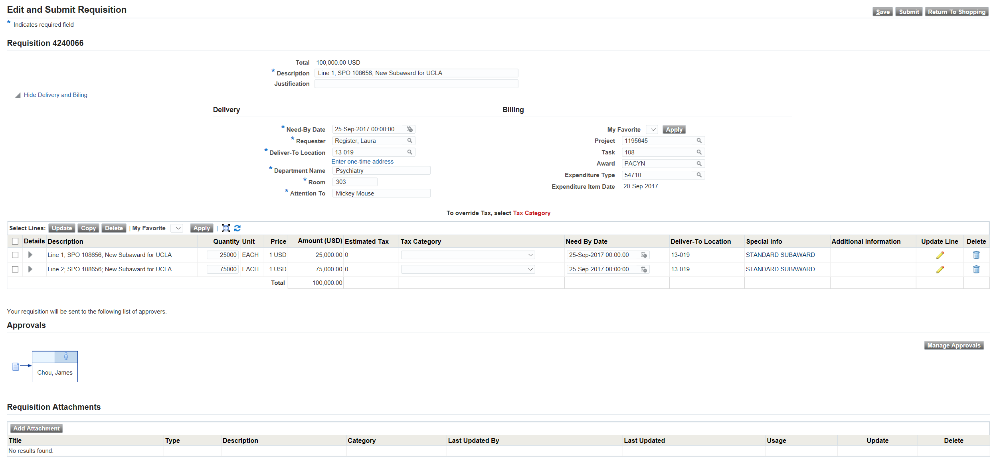 Edit and Submit Requisition
Save Submit Return To Shopping
* Indicates required field
Requisition 4240066
Total 100,000.00 USD
* Description Line 1; SPO 108656; New Subaward for UCLA
Justification
Hide Delivery and Biling
Delivery Billing
* Need-By Date 25-Sep-2017 00:00:00 My Favorite Apply
* Requester Register, Laura Project 1195645
* Deliver-To Location 13-019 Task 108
Enter one-time address Award PACYN
* Department Name Psychiatry Expenditure Type 54710
* Room 303 Expenditure Item Date 20-Sep-2017
* Attention To Mickey Mouse
To override Tax, select Tax Category
Select Lines: Update Copy Delete | My Favorite Apply |
Details Description Quantity Unit Price Amount (USD) Estimated Tax Tax Category Need By Date Deliver-To Location Special Info Additional Information Update Line Delete
Line 1; SPO 108656; New Subaward for UCLA 25000 EACH 1 USD 25,000.00 0 25-Sep-2017 00:00:00 13-019 STANDARD SUBAWARD
Line 2; SPO 108656; New Subaward for UCLA 75000 EACH 1 USD 75,000.00 0 25-Sep-2017 00:00:00 13-019 STANDARD SUBAWARD
Total 100,000.00
Your requisition will be sent to the following list of approvers.
Approvals
Manage Approvals
Chou, James
Requisition Attachments
Add Attachment
Title Type Description Category Last Updated By Last Updated Usage Update Delete
No results found.